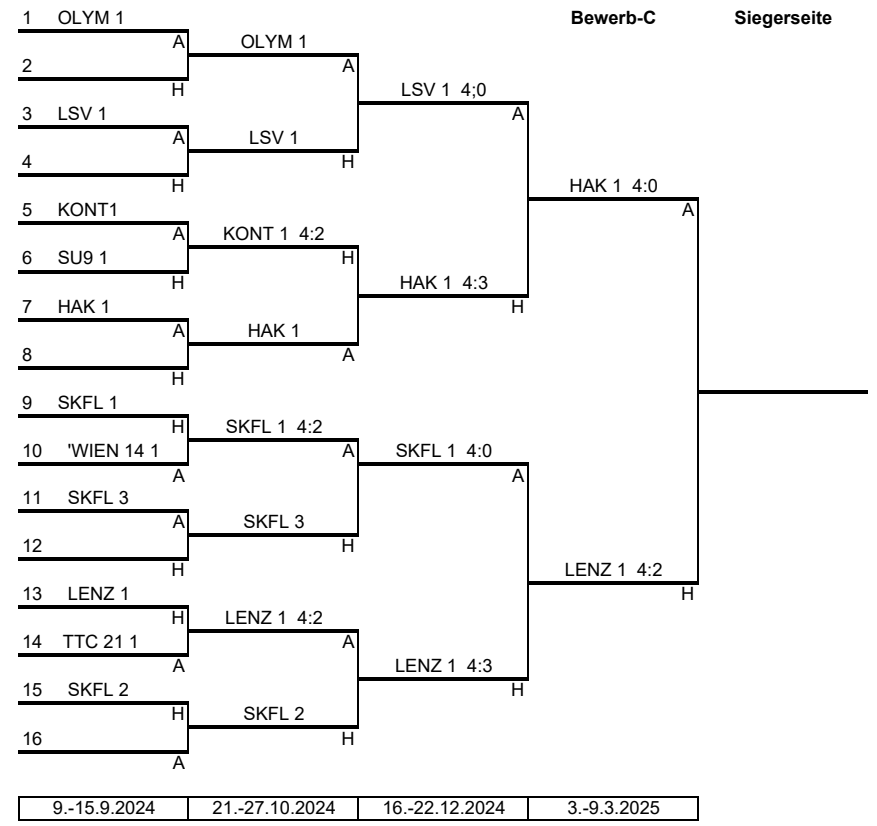 1 OLYM 1 Bewerb-C Siegerseite
A OLYM 1
2 A
H LSV 1 4;0
3 LSV 1 A
A LSV 1
4 H
H HAK 1 4:0
5 KONT1 A
A KONT 1 4:2
6 SU9 1 H
H HAK 1 4:3
7 HAK 1 H
A HAK 1
8 A
H
9 SKFL 1
H SKFL 1 4:2
10 'WIEN 14 1 A SKFL 1 4:0
A A
11 SKFL 3
A SKFL 3
12 H
H LENZ 1 4:2
13 LENZ 1 H
H LENZ 1 4:2
14 TTC 21 1 A
A LENZ 1 4:3
15 SKFL 2 H
H SKFL 2
16 H
A
9.-15.9.2024 21.-27.10.2024 16.-22.12.2024 3.-9.3.2025